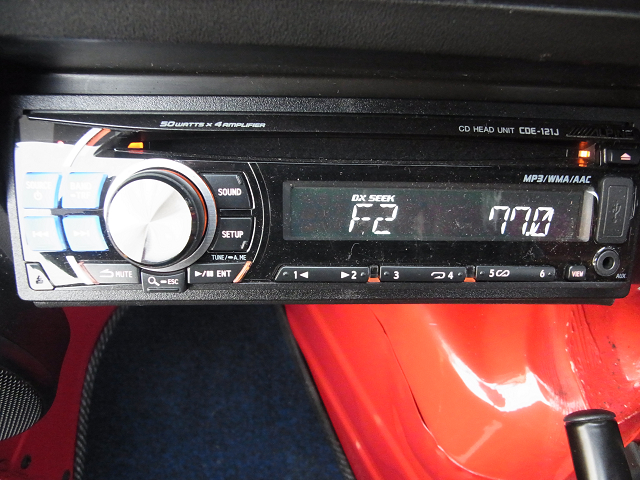 50WATTS × 4 AMPLIFIER
CD HEAD UNIT CDE-121J
MP3/WMA/AAC
SOUND
DX SEEK
F2 77.0
SETUP
TUNE/A.ME
MUTE
ESC
ENT
1 2 3 4 5 6
VIEW
AUX